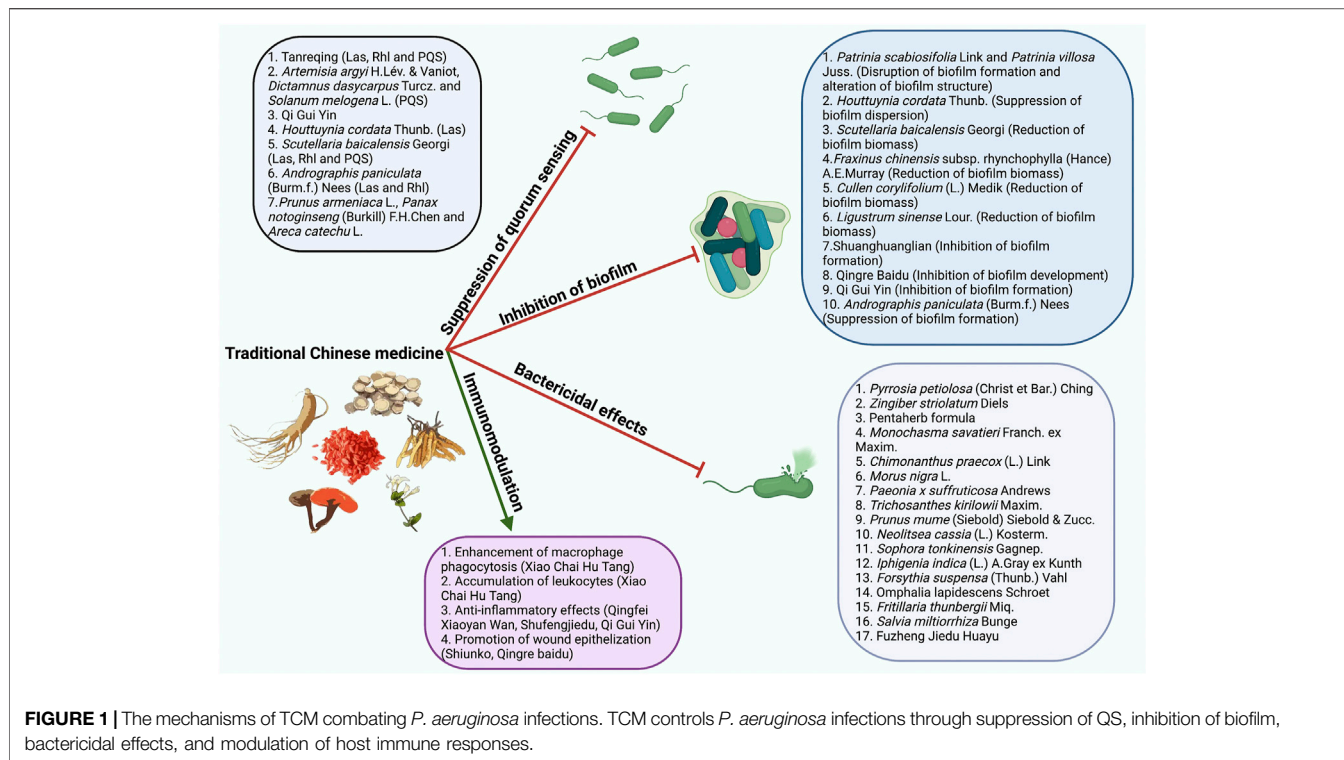 1. Tanreqing (Las, Rhl and PQS)
2. Artemisia argyi H.Lév. & Vaniot,
Dictamnus dasycarpus Turcz. and
Solanum melogena L. (PQS)
3. Qi Gui Yin
4. Houttuynia cordata Thunb. (Las)
5. Scutellaria baicalensis Georgi
(Las, Rhl and PQS)
6. Andrographis paniculata
(Burm.f.) Nees (Las and Rhl)
7.Prunus armeniaca L., Panax
notoginseng (Burkill) F.H.Chen and
Areca catechu L.
1. Patrinia scabiosifolia Link and Patrinia villosa
Juss. (Disruption of biofilm formation and
alteration of biofilm structure)
2. Houttuynia cordata Thunb. (Suppression of
biofilm dispersion)
3. Scutellaria baicalensis Georgi (Reduction of
biofilm biomass)
4.Fraxinus chinensis subsp. rhynchophylla (Hance)
A.E.Murray (Reduction of biofilm biomass)
5. Cullen corylifolium (L.) Medik (Reduction of
biofilm biomass)
6. Ligustrum sinense Lour. (Reduction of biofilm
biomass)
7.Shuanghuanglian (Inhibition of biofilm
formation)
8. Qingre Baidu (Inhibition of biofilm development)
9. Qi Gui Yin (Inhibition of biofilm formation)
10. Andrographis paniculata (Burm.f.) Nees
(Suppression of biofilm formation)
Suppression of quorum sensing
Inhibition of biofilm
Traditional Chinese medicine
Bactericidal effects
Immunomodulation
1. Pyrrosia petiolosa (Christ et Bar.) Ching
2. Zingiber striolatum Diels
3. Pentaherb formula
4. Monochasma savatieri Franch. ex
Maxim.
5. Chimonanthus praecox (L.) Link
6. Morus nigra L.
7. Paeonia x suffruticosa Andrews
8. Trichosanthes kirilowii Maxim.
9. Prunus mume (Siebold) Siebold & Zucc.
10. Neolitsea cassia (L.) Kosterm.
11. Sophora tonkinensis Gagnep.
12. Iphigenia indica (L.) A.Gray ex Kunth
13. Forsythia suspensa (Thunb.) Vahl
14. Omphalia lapidescens Schroet
15. Fritillaria thunbergii Miq.
16. Salvia miltiorrhiza Bunge
17. Fuzheng Jiedu Huayu
1. Enhancement of macrophage
phagocytosis (Xiao Chai Hu Tang)
2. Accumulation of leukocytes (Xiao
Chai Hu Tang)
3. Anti-inflammatory effects (Qingfei
Xiaoyan Wan, Shufengjiedu, Qi Gui Yin)
4. Promotion of wound epithelization
(Shiunko, Qingre baidu)
FIGURE 1 | The mechanisms of TCM combating P. aeruginosa infections. TCM controls P. aeruginosa infections through suppression of QS, inhibition of biofilm,
bactericidal effects, and modulation of host immune responses.